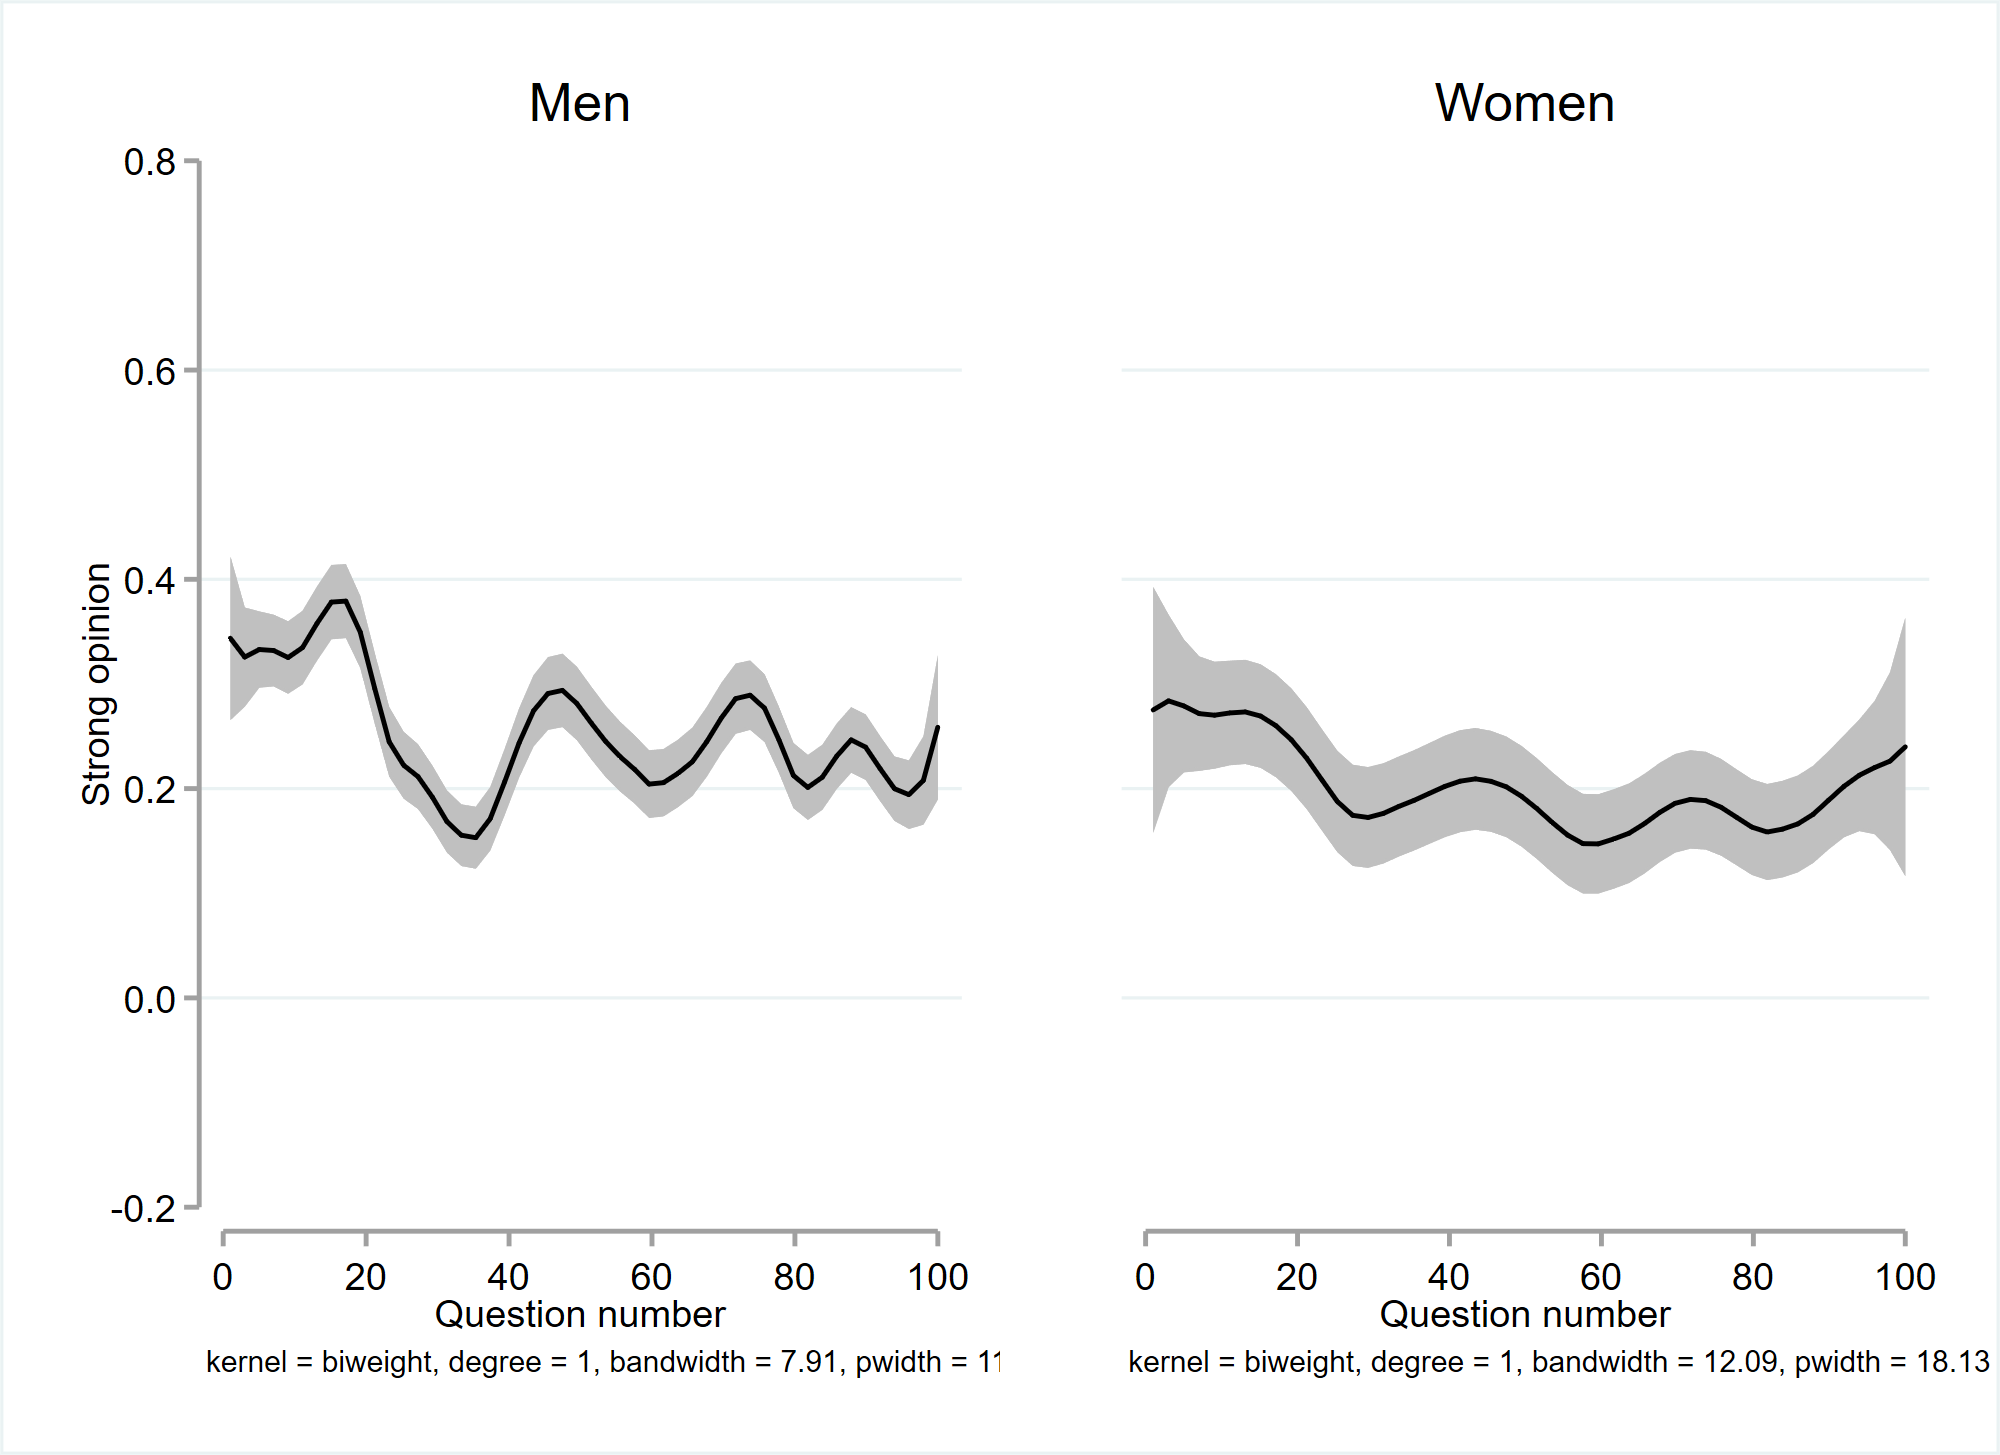 Men
Women
0.8
0.6
0.4
0.2
0.0
-0.2
Strong opinion
0 20 40 60 80 100
Question number
kernel = biweight, degree = 1, bandwidth = 7.91, pwidth =
0 20 40 60 80 100
Question number
kernel = biweight, degree = 1, bandwidth = 12.09, pwidth = 18.13